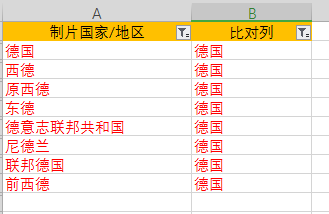 A B
制片国家/地区 比对列
德国 德国
西德 德国
原西德 德国
东德 德国
德意志联邦共和国 德国
尼德兰 德国
联邦德国 德国
前西德 德国